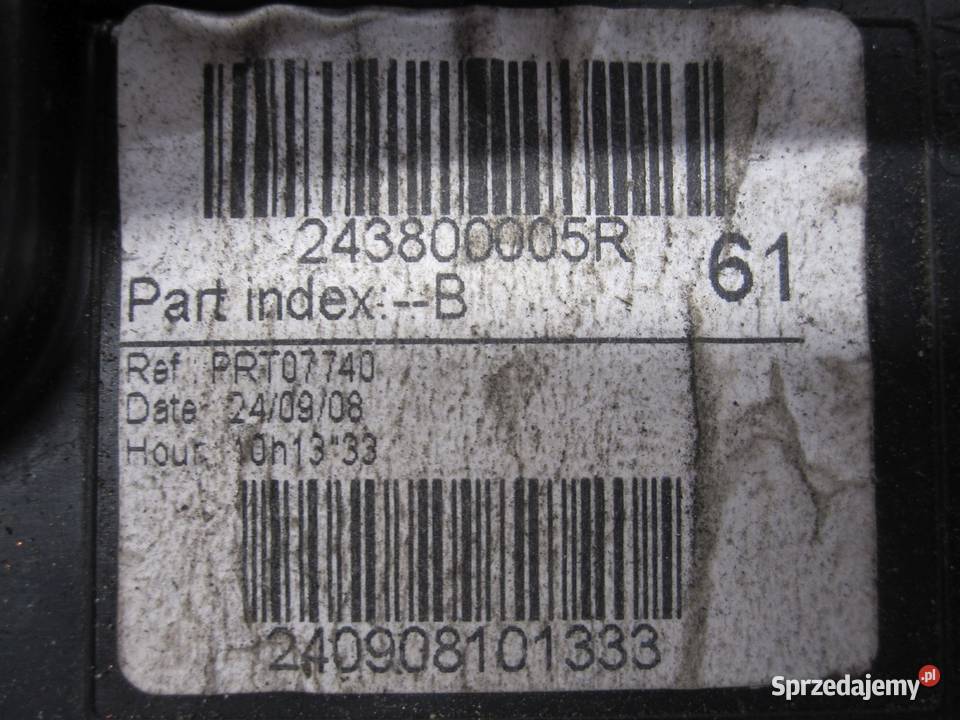 243800005R
61
Part index:--B
Ref : PRT07740
Date: 24/09/08
Hour: 10h13"33
240908101333
Sprzedajemy.pl